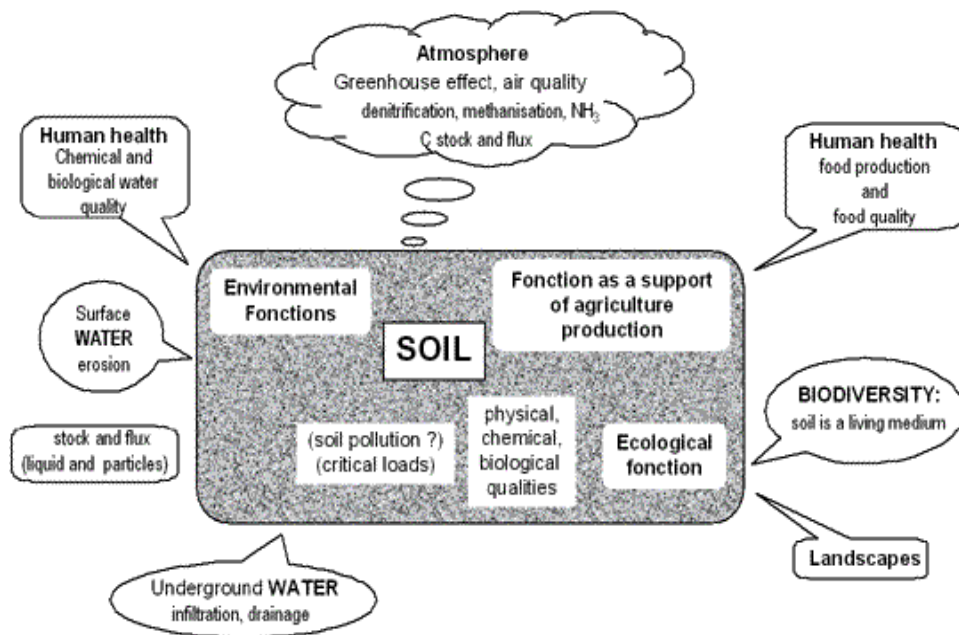 Atmosphere
Greenhouse effect, air quality
denitrification, methanisation, NH₃
C stock and flux
Human health
Chemical and
biological water
quality
Human health
food production
and
food quality
Environmental
Fonctions
Fonction as a support
of agriculture
production
SOIL
Surface
WATER
erosion
BIODIVERSITY:
soil is a living medium
stock and flux
(liquid and particles)
(soil pollution ?)
(critical loads)
physical,
chemical,
biological
qualities
Ecological
fonction
Landscapes
Underground WATER
infiltration, drainage